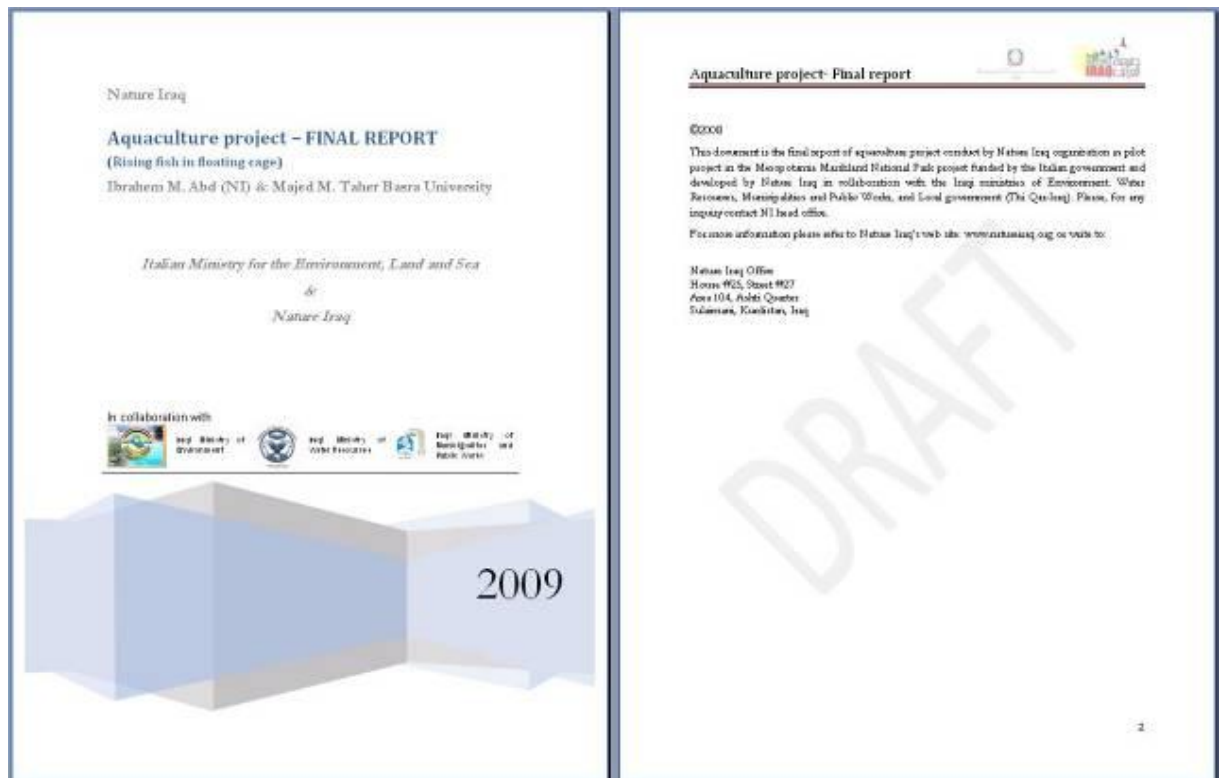 Nature Iraq
Aquaculture project – FINAL REPORT
(Rising fish in floating cage)
Ibrahem M. Abd (NI) & Majed M. Taher Basra University
Italian Ministry for the Environment, Land and Sea
&
Nature Iraq
In collaboration with
Iraqi Ministry of
Environment
Iraqi Ministry of
Water Resources
Iraqi Ministry of
Municipalities and
Public Works
2009
Aquaculture project- Final report
IRAQ
This document is the final report of aquaculture project conduct by Nature Iraq organization as pilot
project in the Mesopotamia Marshland National Park project funded by the Italian government and
developed by Nature Iraq in collaboration with the Iraqi ministries of Environment, Water
Resources, Municipalities and Public Works, and Local government (Thi Qar-Iraq). Please, for any
inquiry contact NI head office.
For more information please refer to Nature Iraq's web site: www.natureiraq.org or write to:
Nature Iraq Office
House #25, Street #27
Area 104, Ashti Quarter
Sulaimani, Kurdistan, Iraq
DRAFT
2